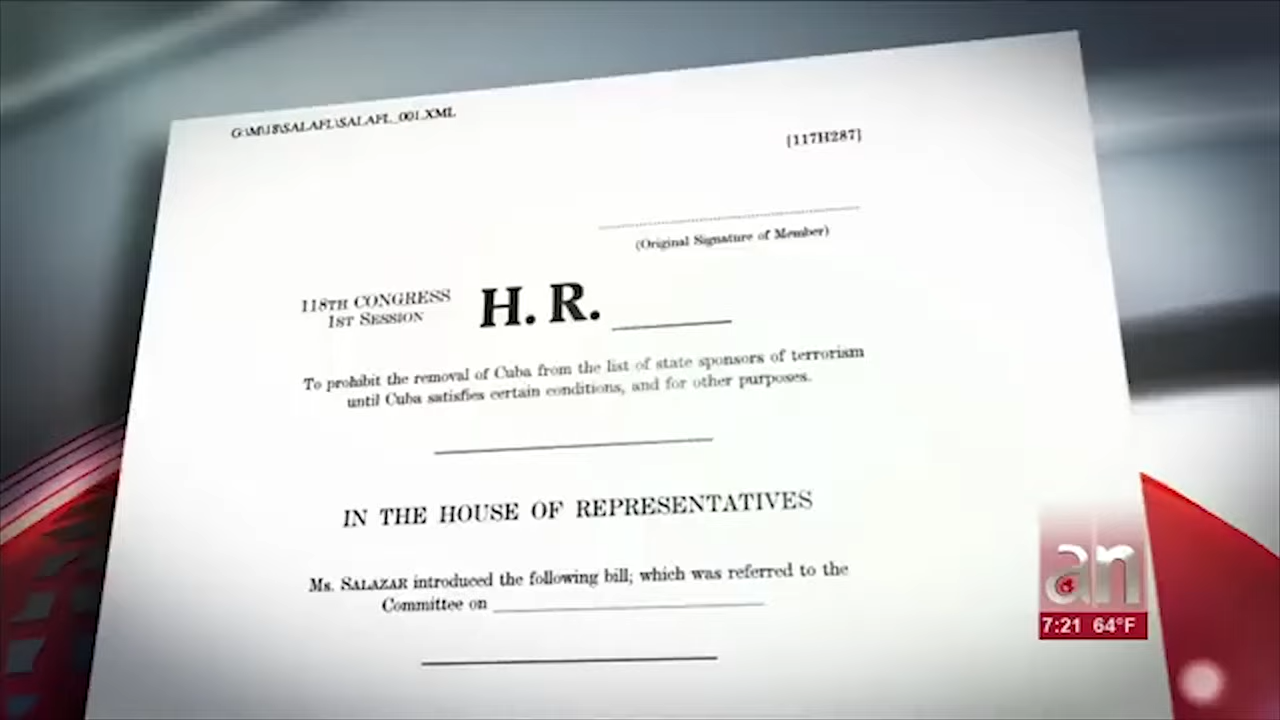 G:\M\18\SALAFL\SALAFL_001.XML
[117H287]
(Original Signature of Member)
118TH CONGRESS
1ST SESSION
H. R.
To prohibit the removal of Cuba from the list of state sponsors of terrorism
until Cuba satisfies certain conditions, and for other purposes.
IN THE HOUSE OF REPRESENTATIVES
Ms. SALAZAR introduced the following bill; which was referred to the
Committee on
an
7:21 64°F